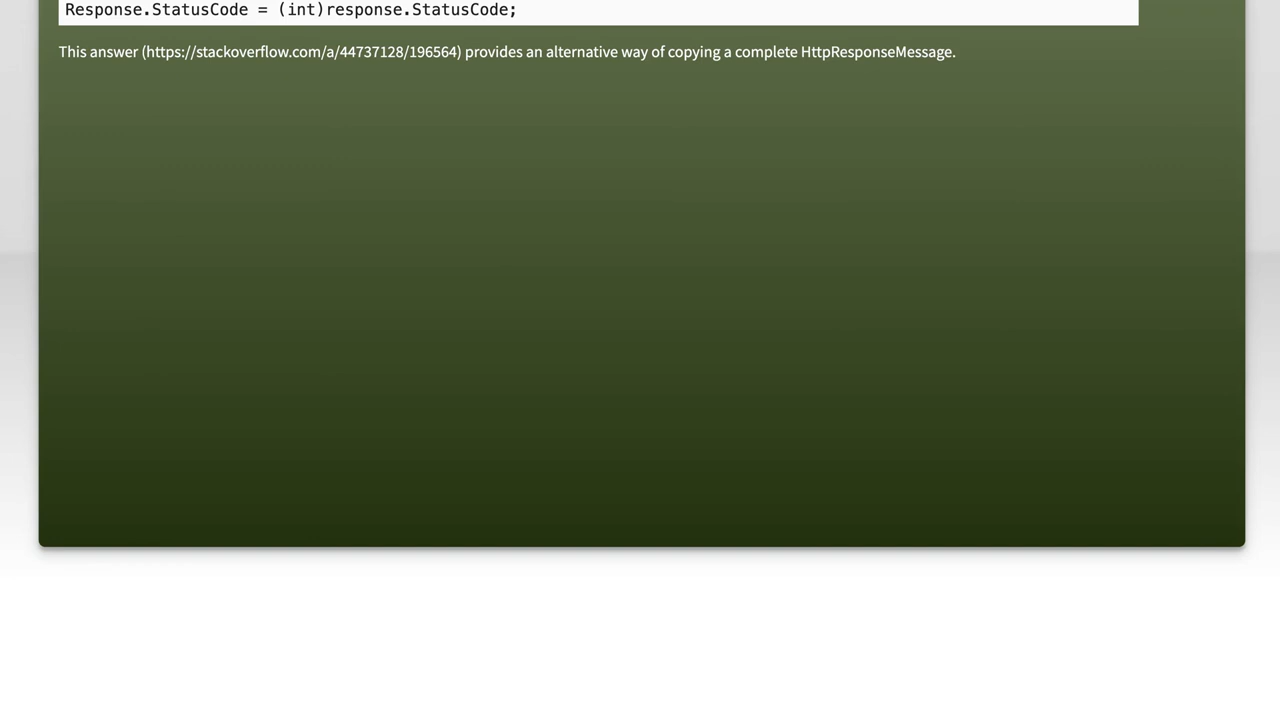 Response.StatusCode = (int)response.StatusCode;
This answer (https://stackoverflow.com/a/44737128/196564) provides an alternative way of copying a complete HttpResponseMessage.